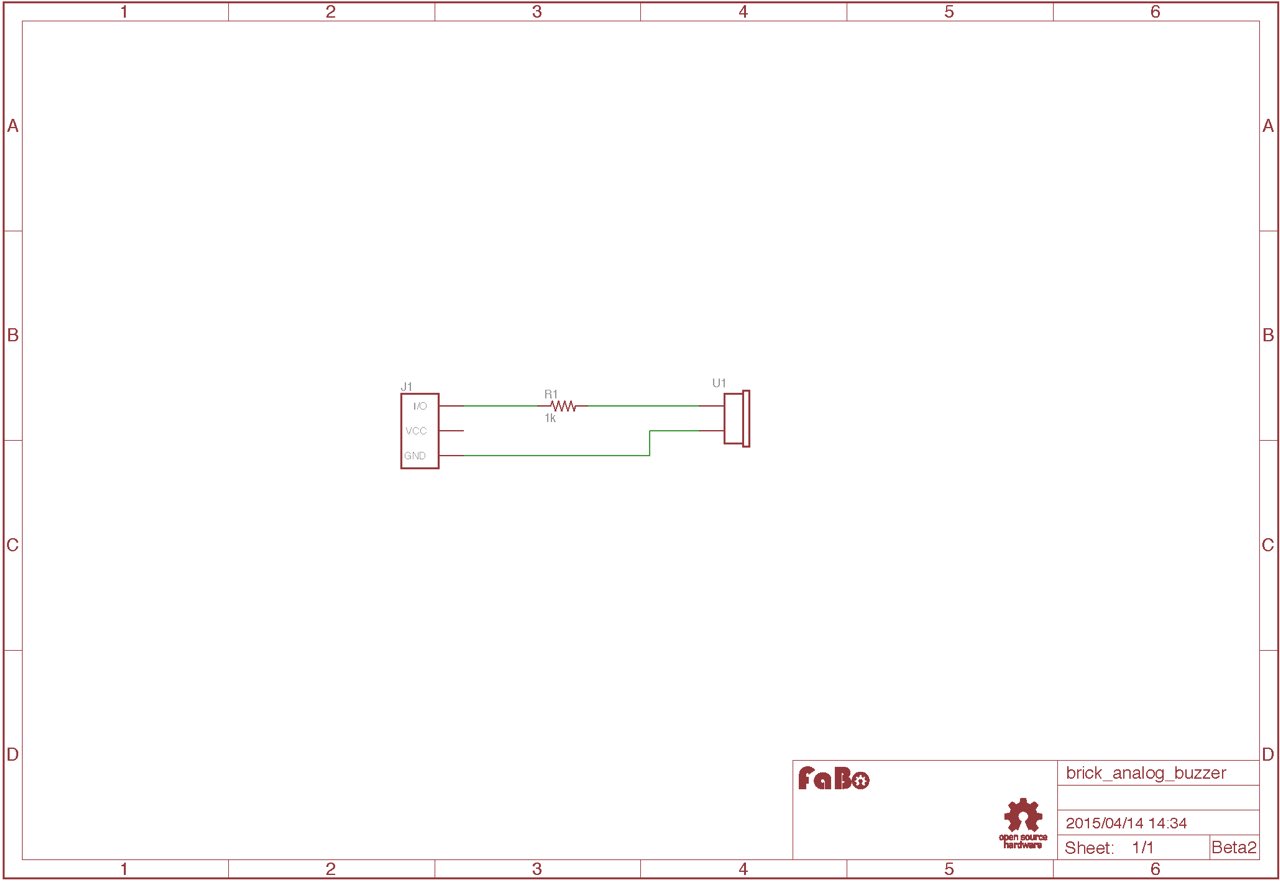 1 2 3 4 5 6
A A
B B
J1
I/O
VCC
GND
R1
1k
U1
C C
D D
FaBo
open source
hardware
brick_analog_buzzer
2015/04/14 14:34
Sheet: 1/1
Beta2
1 2 3 4 5 6